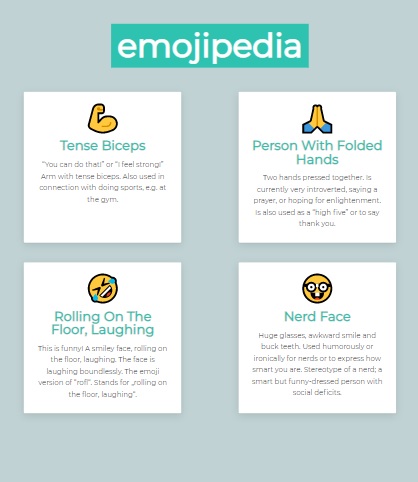 emojipedia
Tense Biceps
“You can do that!” or “I feel strong!”
Arm with tense biceps. Also used in
connection with doing sports, e.g. at
the gym.
Person With Folded
Hands
Two hands pressed together. Is
currently very introverted, saying a
prayer, or hoping for enlightenment.
Is also used as a “high five” or to say
thank you.
Rolling On The
Floor, Laughing
This is funny! A smiley face, rolling on
the floor, laughing. The face is
laughing boundlessly. The emoji
version of “rofl”. Stands for „rolling on
the floor, laughing“.
Nerd Face
Huge glasses, awkward smile and
buck teeth. Used humorously or
ironically for nerds or to express how
smart you are. Stereotype of a nerd; a
smart but funny-dressed person with
social deficits.